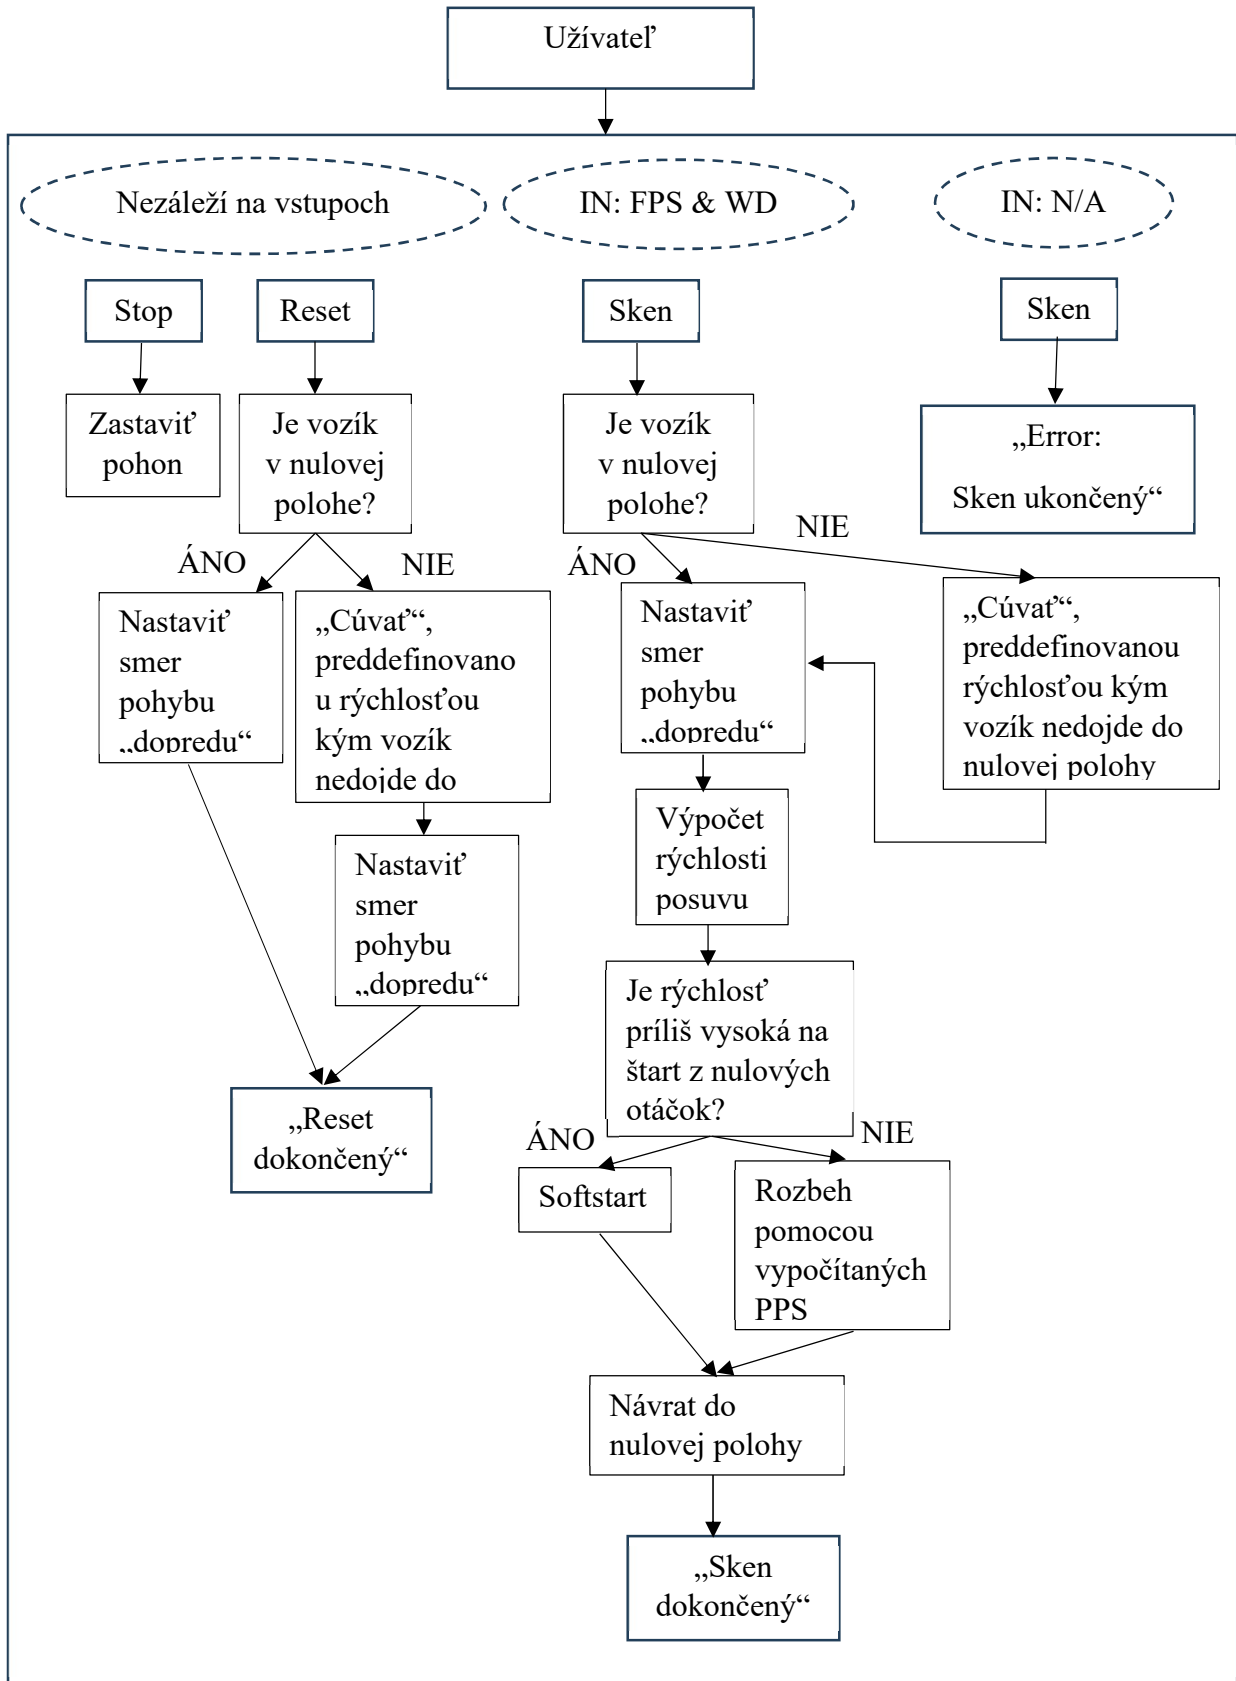 Užívateľ
Nezáleží na vstupoch
IN: FPS & WD
IN: N/A
Stop
Reset
Sken
Sken
Zastaviť
pohon
Je vozík
v nulovej
polohe?
Je vozík
v nulovej
polohe?
„Error:
Sken ukončený“
ÁNO
NIE
ÁNO
NIE
Nastaviť
smer
pohybu
„dopredu“
„Cúvať“,
preddefinovano
u rýchlosťou
kým vozík
nedojde do
Nastaviť
smer
pohybu
„dopredu“
„Cúvať“,
preddefinovanou
rýchlosťou kým
vozík nedojde do
nulovej polohy
Nastaviť
smer
pohybu
„dopredu“
Výpočet
rýchlosti
posuvu
Je rýchlosť
príliš vysoká na
štart z nulových
otáčok?
„Reset
dokončený“
ÁNO
NIE
Softstart
Rozbeh
pomocou
vypočítaných
PPS
Návrat do
nulovej polohy
„Sken
dokončený“